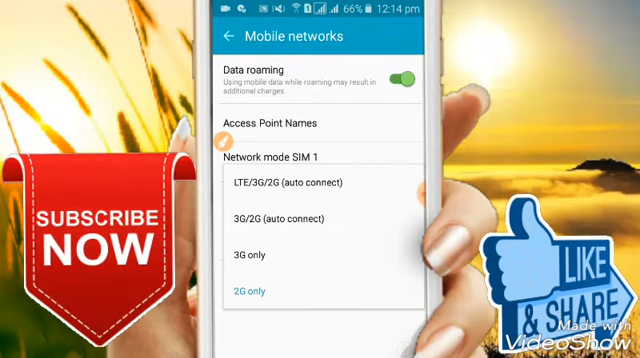 66% 12:14 pm
Mobile networks
Data roaming
Using mobile data while roaming may result in
additional charges.
Access Point Names
Network mode SIM 1
LTE/3G/2G (auto connect)
3G/2G (auto connect)
3G only
2G only
SUBSCRIBE
NOW
LIKE
& SHARE
Made with
VideoShow